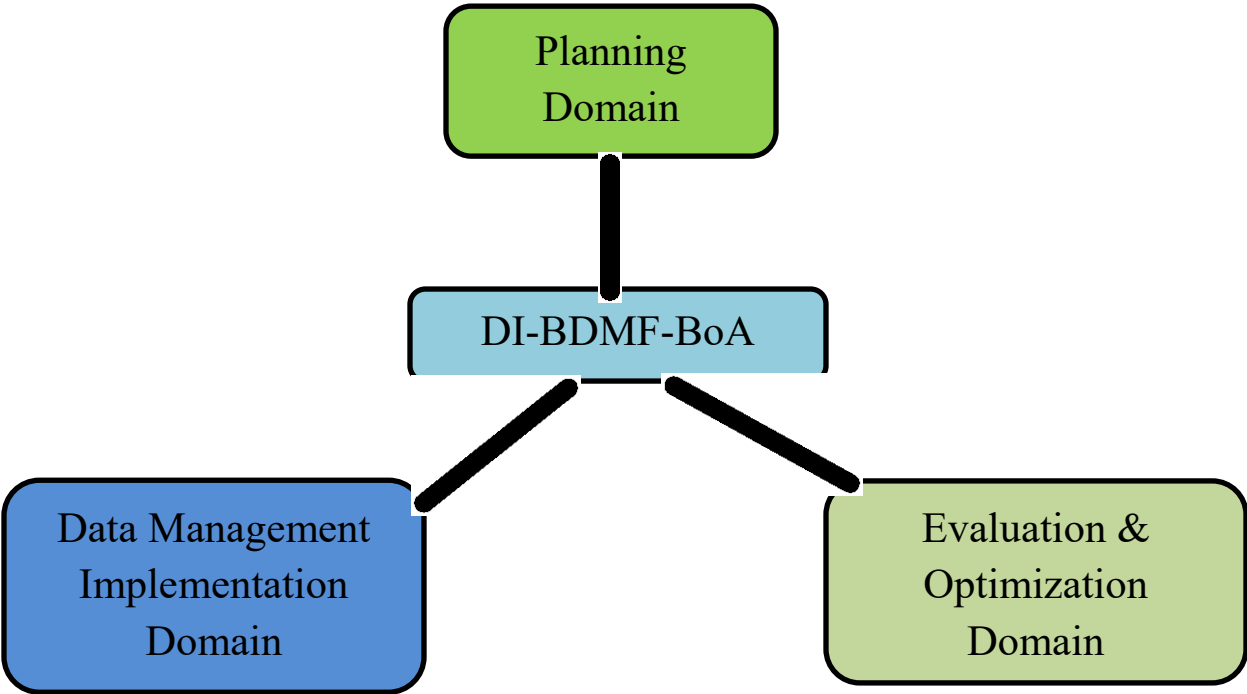 Planning
Domain
DI-BDMF-BoA
Data Management
Implementation
Domain
Evaluation &
Optimization
Domain